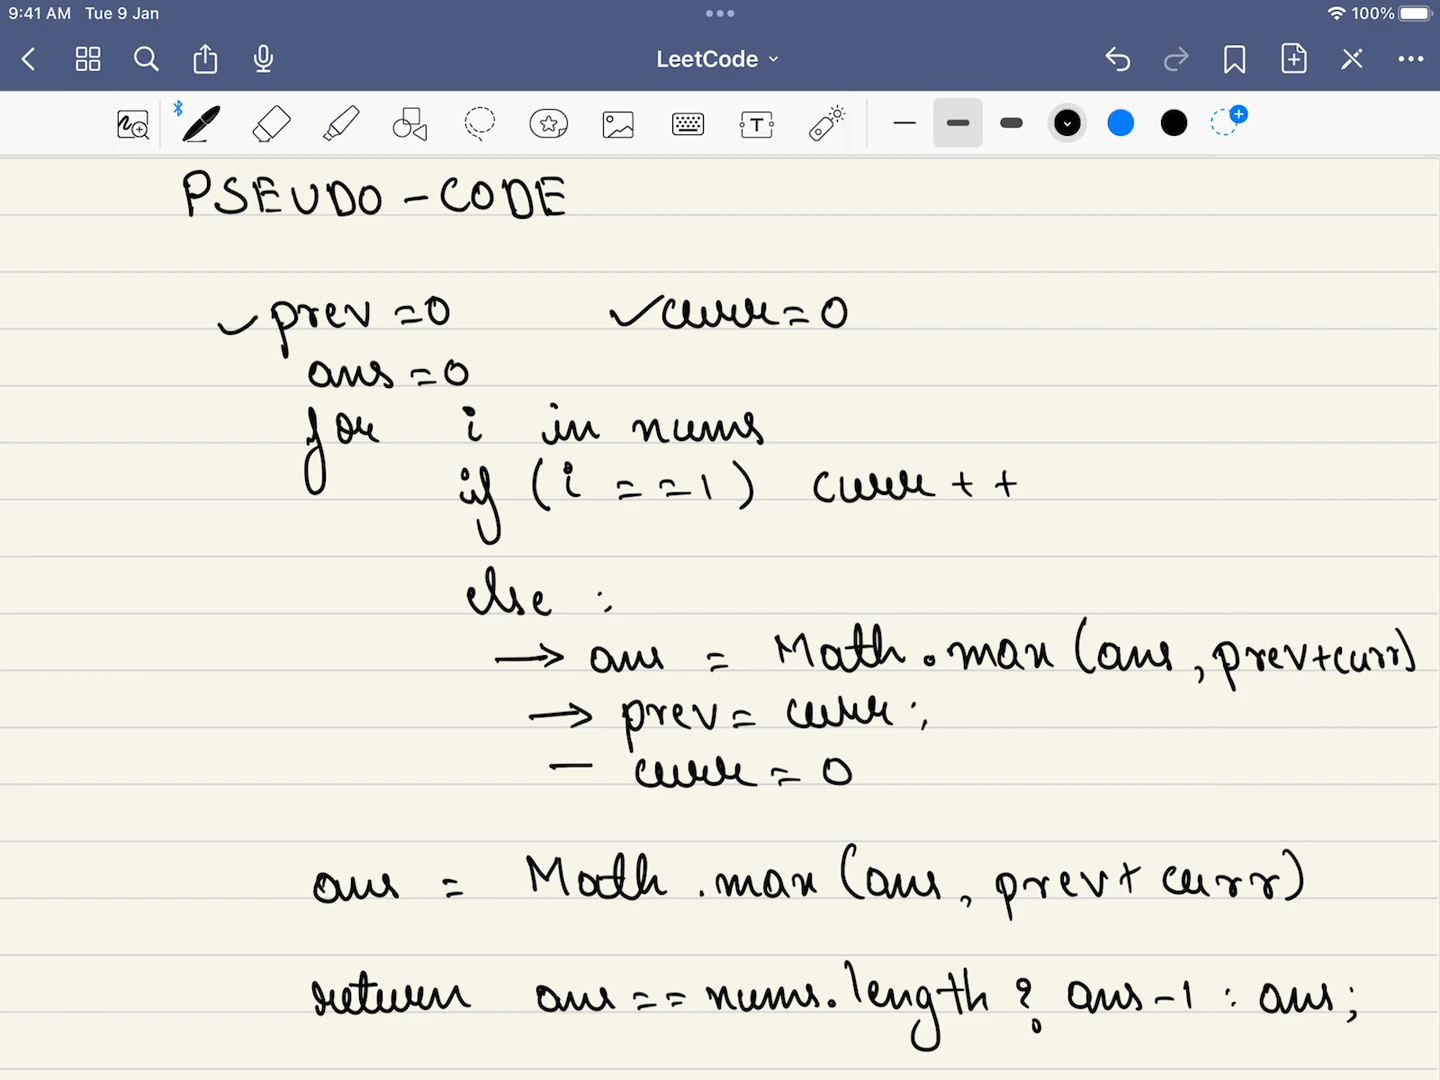 9:41 AM Tue 9 Jan 100%
LeetCode
PSEUDO-CODE
prev = 0 curr = 0
ans = 0
for i in nums
if (i == 1) curr ++
else :
→ ans = Math.max (ans, prev+curr)
→ prev = curr ;
- curr = 0
ans = Math.max (ans, prev + curr)
return ans == nums.length ? ans - 1 : ans;